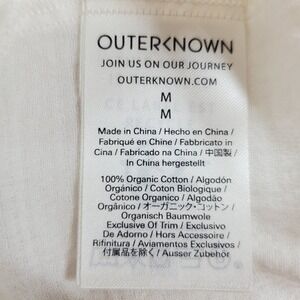 OUTERKNOWN
JOIN US ON OUR JOURNEY
OUTERKNOWN.COM
M
M
Made in China / Hecho en China /
Fabriqué en Chine / Fabbricato in
Cina / Fabricado na China / 中国製 /
In China hergestellt
100% Organic Cotton / Algodón
Orgánico / Coton Biologique /
Cotone Organico / Algodão
Orgânico / オーガニック・コットン /
Organisch Baumwole
Exclusive Of Trim / Exclusivo
De Adorno / Hors Accessoire /
Rifinitura / Aviamentos Exclusivos /
付属品を除く / Ausser Zubehör